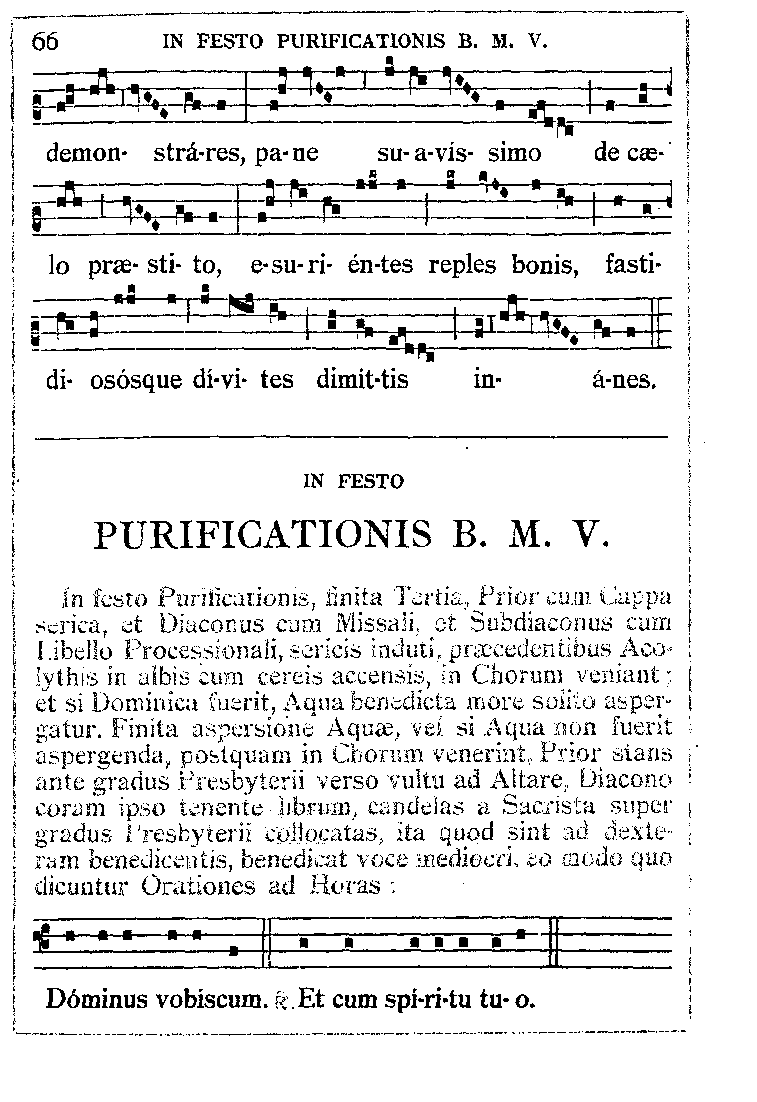 66 IN FESTO PURIFICATIONIS B. M. V.
demon- strá-res, pa-ne su-a-vís- simo de cæ-
lo præ- sti- to, e-su-ri- én-tes reples bonis, fasti-
di- osósque dí-vi- tes dimit-tis in- á-nes.
IN FESTO
PURIFICATIONIS B. M. V.
In festo Purificationis, finita Tertia, Prior cum Cappa
serica, et Diaconus cum Missali, et Subdiaconus cum
Libello Processionali, sericis induti, præcedentibus Aco-
lythis in albis cum cereis accensis, in Chorum veniant :
et si Dominica fuerit, Aqua benedicta more solito asper-
gatur. Finita aspersione Aquæ, vel si Aqua non fuerit
aspergenda, postquam in Chorum venerint, Prior stans
ante gradus Presbyterii verso vultu ad Altare, Diacono
coram ipso tenente librum, candelas a Sacrista super
gradus Presbyterii collocatas, ita quod sint ad dexte-
ram benedicentis, benedicat voce mediocri, eo modo quo
dicuntur Orationes ad Horas :
Dóminus vobíscum. ℟. Et cum spí-ri-tu tu- o.